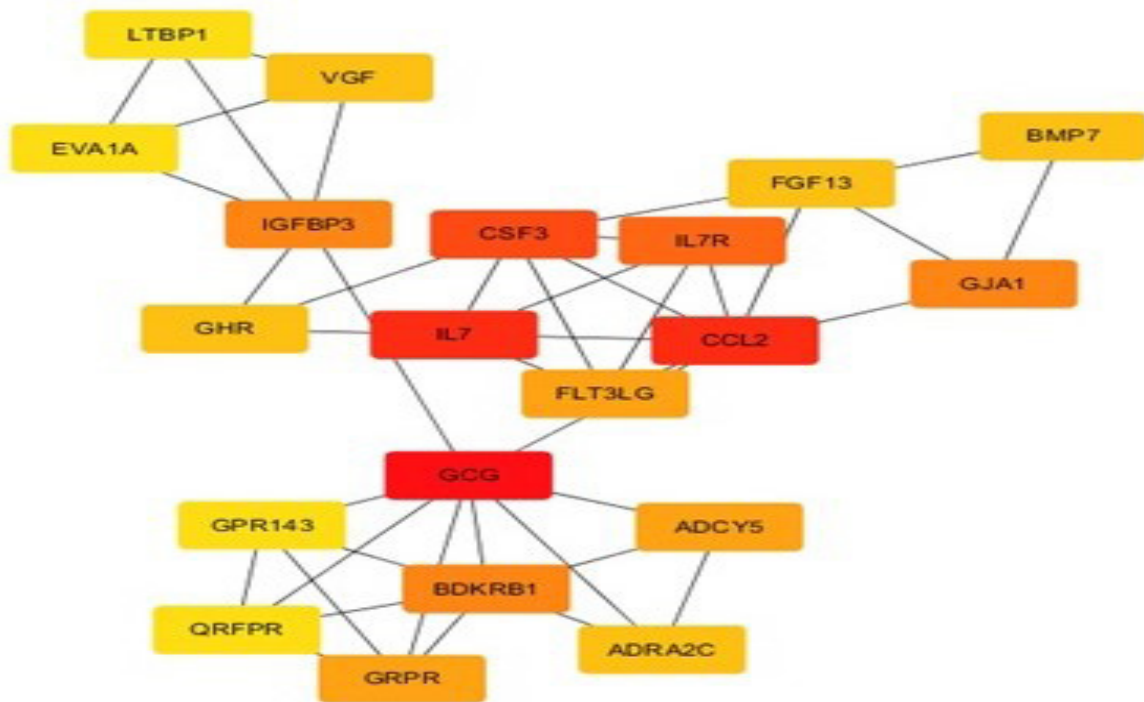 LTBP1
VGF
EVA1A
BMP7
FGF13
IGFBP3
CSF3
IL7R
GJA1
GHR
IL7
CCL2
FLT3LG
GCG
GPR143
ADCY5
BDKRB1
QRFPR
ADRA2C
GRPR